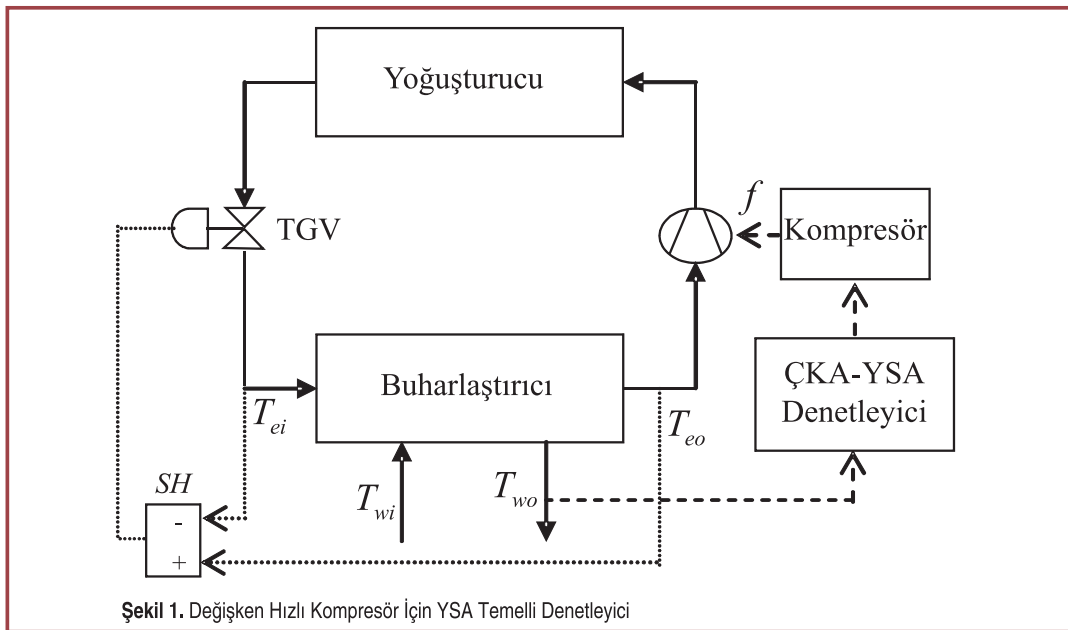 Yoğuşturucu
TGV
f
Kompresör
Buharlaştırıcı
ÇKA-YSA
Denetleyici
T_ei
T_eo
SH
T_wi
T_wo
-
+
Şekil 1. Değişken Hızlı Kompresör İçin YSA Temelli Denetleyici